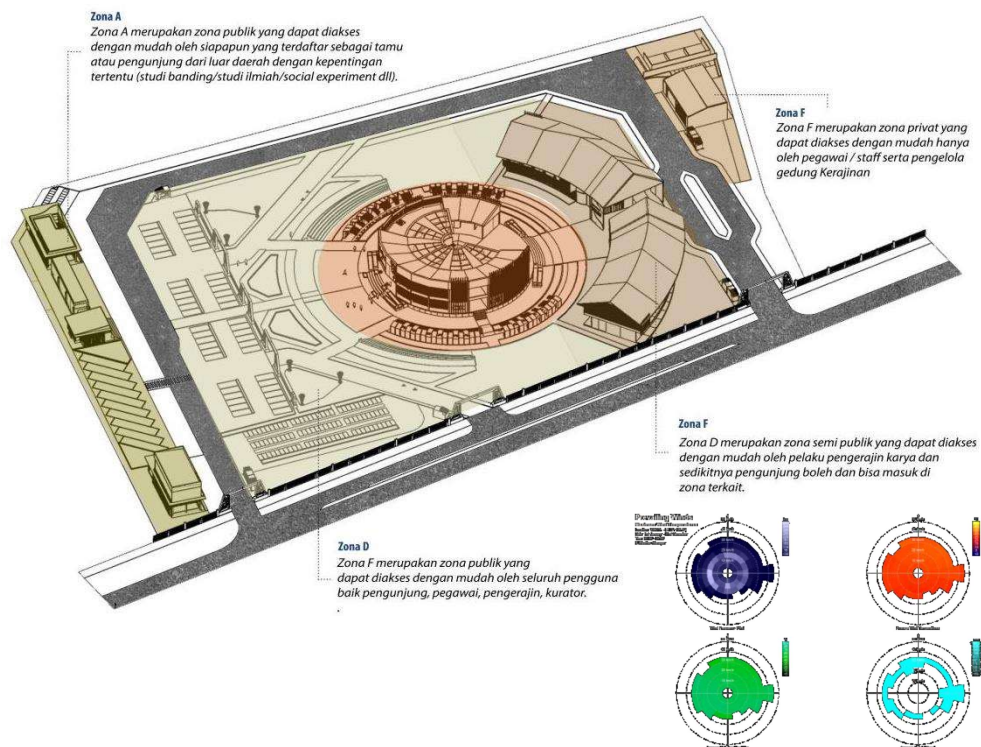 Zona A
Zona A merupakan zona publik yang dapat diakses
dengan mudah oleh siapapun yang terdaftar sebagai tamu
atau pengunjung dari luar daerah dengan kepentingan
tertentu (studi banding/studi ilmiah/social experiment dll).
Zona F
Zona F merupakan zona privat yang
dapat diakses dengan mudah hanya
oleh pegawai / staff serta pengelola
gedung Kerajinan
Zona F
Zona D merupakan zona semi publik yang dapat diakses
dengan mudah oleh pelaku pengerajin karya dan
sedikitnya pengunjung boleh dan bisa masuk di
zona terkait.
Zona D
Zona F merupakan zona publik yang
dapat diakses dengan mudah oleh seluruh pengguna
baik pengunjung, pegawai, pengerajin, kurator.
.
Prevailing Winds